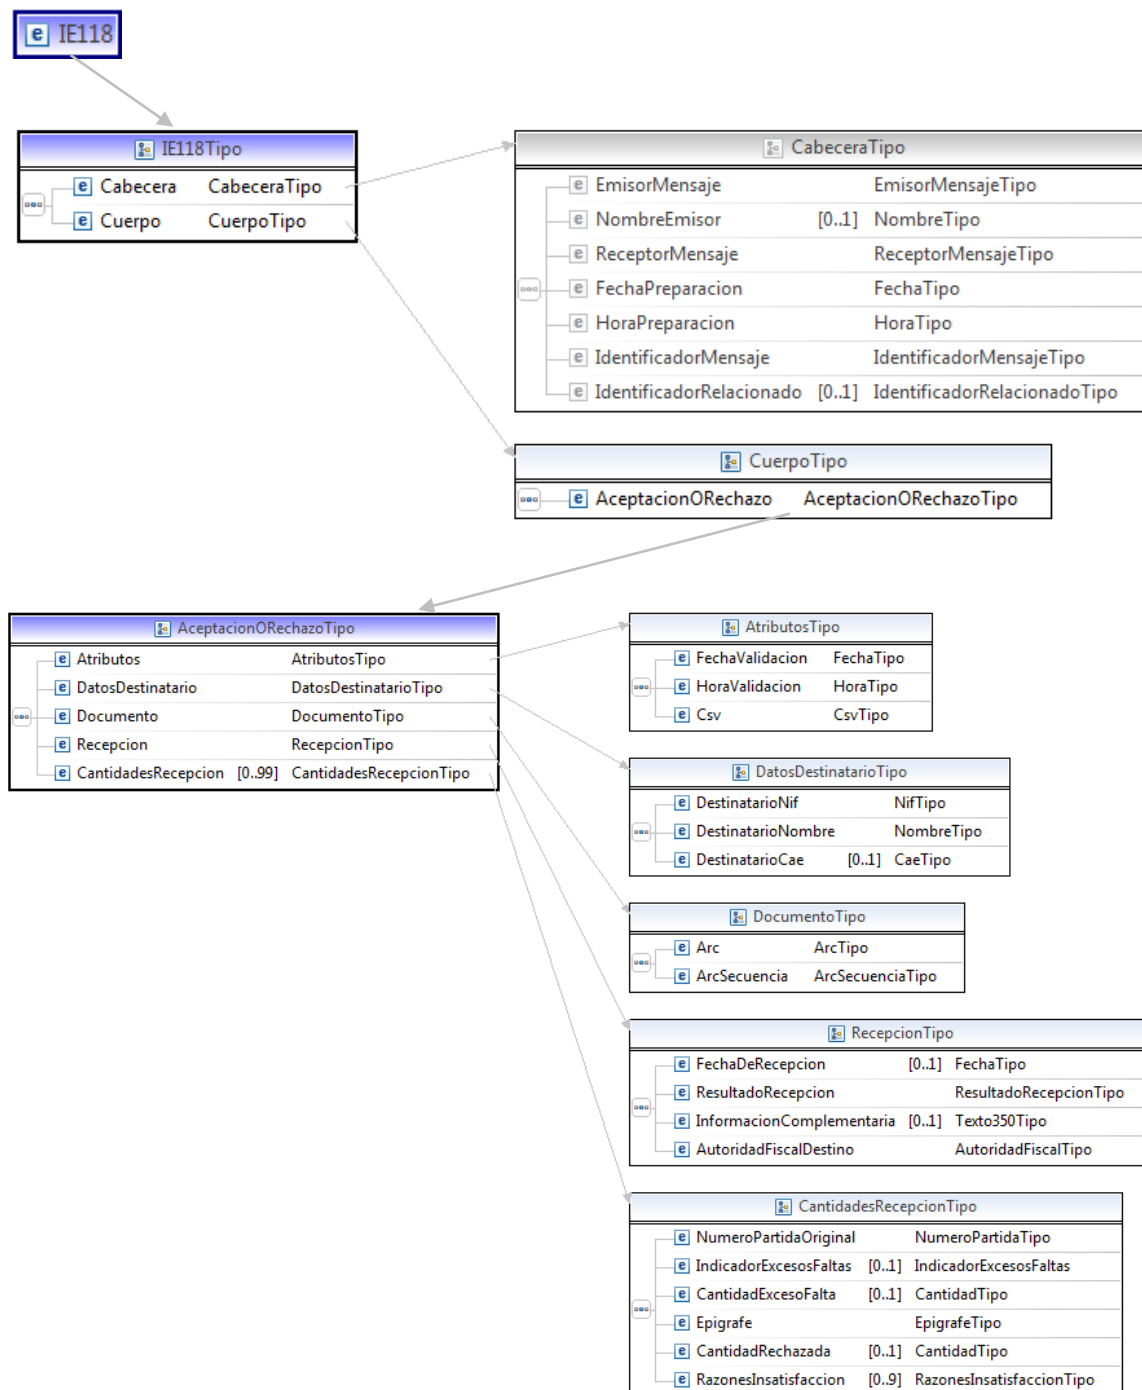 e IE118
IE118Tipo
e Cabecera CabeceraTipo
e Cuerpo CuerpoTipo
CabeceraTipo
e EmisorMensaje EmisorMensajeTipo
e NombreEmisor [0..1] NombreTipo
e ReceptorMensaje ReceptorMensajeTipo
e FechaPreparacion FechaTipo
e HoraPreparacion HoraTipo
e IdentificadorMensaje IdentificadorMensajeTipo
e IdentificadorRelacionado [0..1] IdentificadorRelacionadoTipo
CuerpoTipo
e AceptacionORechazo AceptacionORechazoTipo
AceptacionORechazoTipo
e Atributos AtributosTipo
e DatosDestinatario DatosDestinatarioTipo
e Documento DocumentoTipo
e Recepcion RecepcionTipo
e CantidadesRecepcion [0..99] CantidadesRecepcionTipo
AtributosTipo
e FechaValidacion FechaTipo
e HoraValidacion HoraTipo
e Csv CsvTipo
DatosDestinatarioTipo
e DestinatarioNif NifTipo
e DestinatarioNombre NombreTipo
e DestinatarioCae [0..1] CaeTipo
DocumentoTipo
e Arc ArcTipo
e ArcSecuencia ArcSecuenciaTipo
RecepcionTipo
e FechaDeRecepcion [0..1] FechaTipo
e ResultadoRecepcion ResultadoRecepcionTipo
e InformacionComplementaria [0..1] Texto350Tipo
e AutoridadFiscalDestino AutoridadFiscalTipo
CantidadesRecepcionTipo
e NumeroPartidaOriginal NumeroPartidaTipo
e IndicadorExcesosFaltas [0..1] IndicadorExcesosFaltas
e CantidadExcesoFalta [0..1] CantidadTipo
e Epigrafe EpigrafeTipo
e CantidadRechazada [0..1] CantidadTipo
e RazonesInsatisfaccion [0..9] RazonesInsatisfaccionTipo